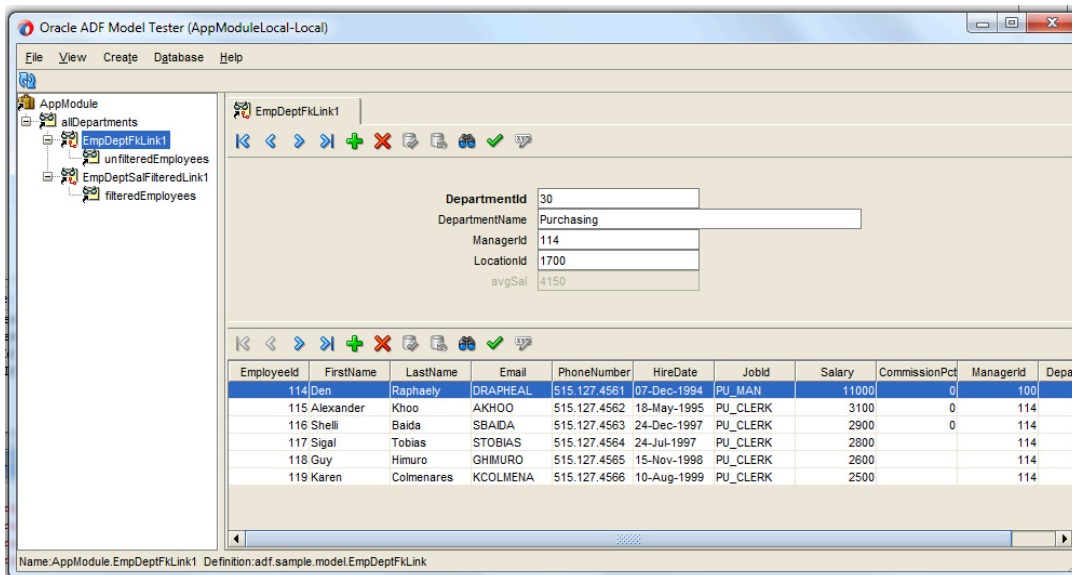 Oracle ADF Model Tester (AppModuleLocal-Local)
File View Create Database Help
AppModule
allDepartments
EmpDeptFkLink1
unfilteredEmployees
EmpDeptSalFilteredLink1
filteredEmployees
EmpDeptFkLink1
DepartmentId 30
DepartmentName Purchasing
ManagerId 114
LocationId 1700
avgSal 4150
EmployeeId FirstName LastName Email PhoneNumber HireDate JobId Salary CommissionPct ManagerId Depa
114 Den Raphaely DRAPHEAL 515.127.4561 07-Dec-1994 PU_MAN 11000 0 100
115 Alexander Khoo AKHOO 515.127.4562 18-May-1995 PU_CLERK 3100 0 114
116 Shelli Baida SBAIDA 515.127.4563 24-Dec-1997 PU_CLERK 2900 0 114
117 Sigal Tobias STOBIAS 515.127.4564 24-Jul-1997 PU_CLERK 2800 114
118 Guy Himuro GHIMURO 515.127.4565 15-Nov-1998 PU_CLERK 2600 114
119 Karen Colmenares KCOLMENA 515.127.4566 10-Aug-1999 PU_CLERK 2500 114
Name:AppModule.EmpDeptFkLink1 Definition:adf.sample.model.EmpDeptFkLink